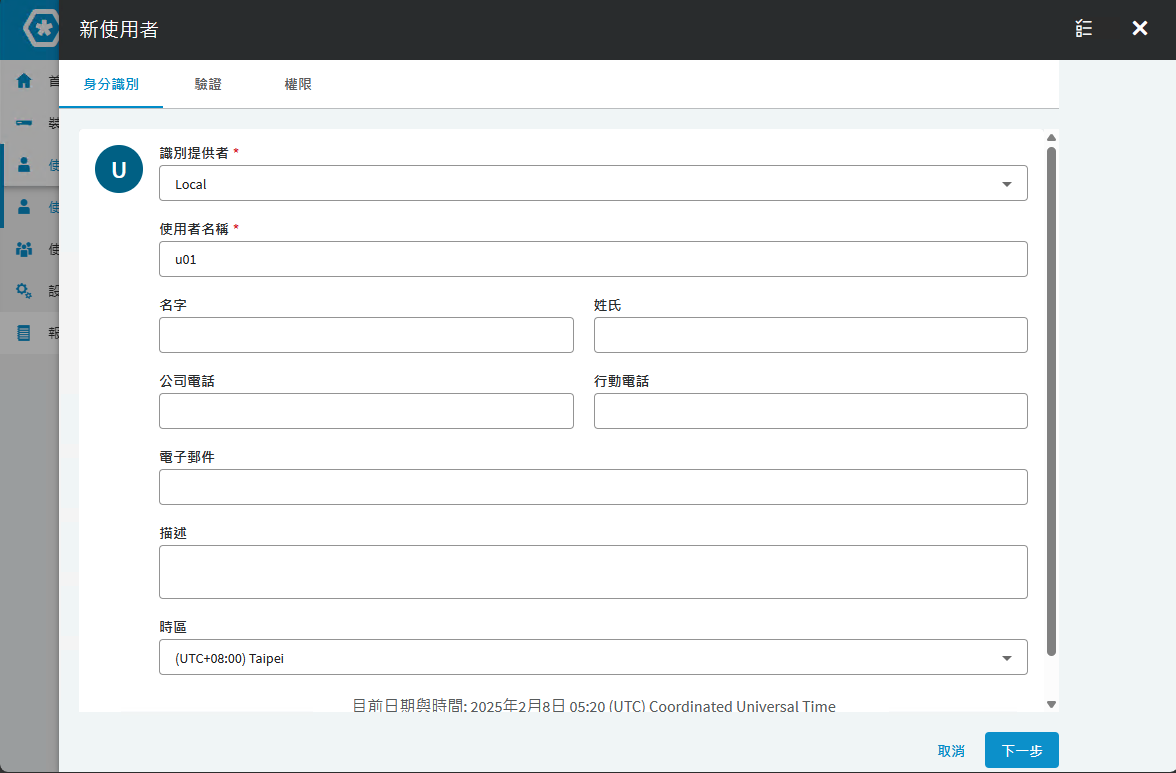 新使用者
身分識別
驗證
權限
首
裝
使
使
使
設
報
U
識別提供者 *
Local
使用者名稱 *
u01
名字
姓氏
公司電話
行動電話
電子郵件
描述
時區
(UTC+08:00) Taipei
目前日期與時間: 2025年2月8日 05:20 (UTC) Coordinated Universal Time
取消
下一步